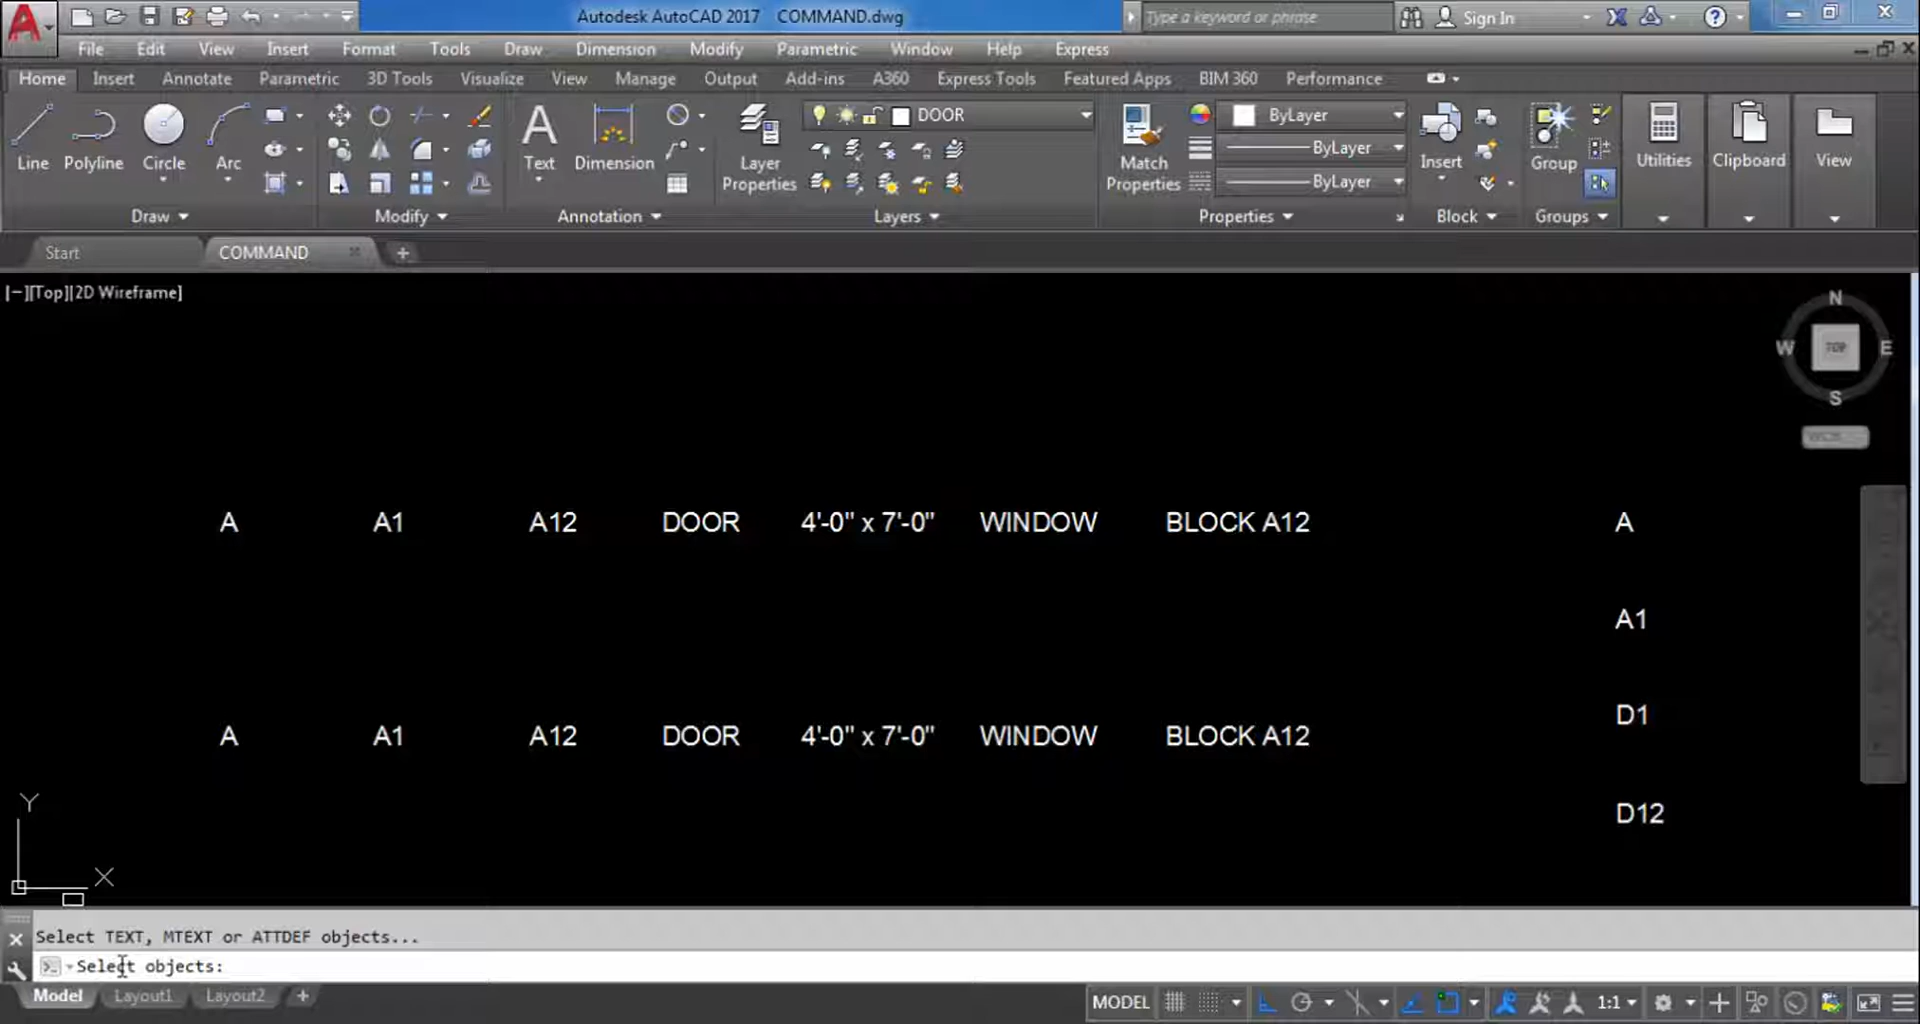 Autodesk AutoCAD 2017 COMMAND.dwg
Type a keyword or phrase
Sign In
File Edit View Insert Format Tools Draw Dimension Modify Parametric Window Help Express
Home Insert Annotate Parametric 3D Tools Visualize View Manage Output Add-ins A360 Express Tools Featured Apps BIM 360 Performance
DOOR
ByLayer
ByLayer
ByLayer
Line Polyline Circle Arc
Text Dimension
Layer Properties
Match Properties
Insert
Group
Utilities Clipboard View
Draw Modify Annotation Layers Properties Block Groups
Start COMMAND
[−][Top][2D Wireframe]
N
W TOP E
S
A A1 A12 DOOR 4'-0" x 7'-0" WINDOW BLOCK A12 A
A1
D1
A A1 A12 DOOR 4'-0" x 7'-0" WINDOW BLOCK A12
D12
Y
X
Select TEXT, MTEXT or ATTDEF objects...
Select objects:
Model Layout1 Layout2
MODEL 1:1